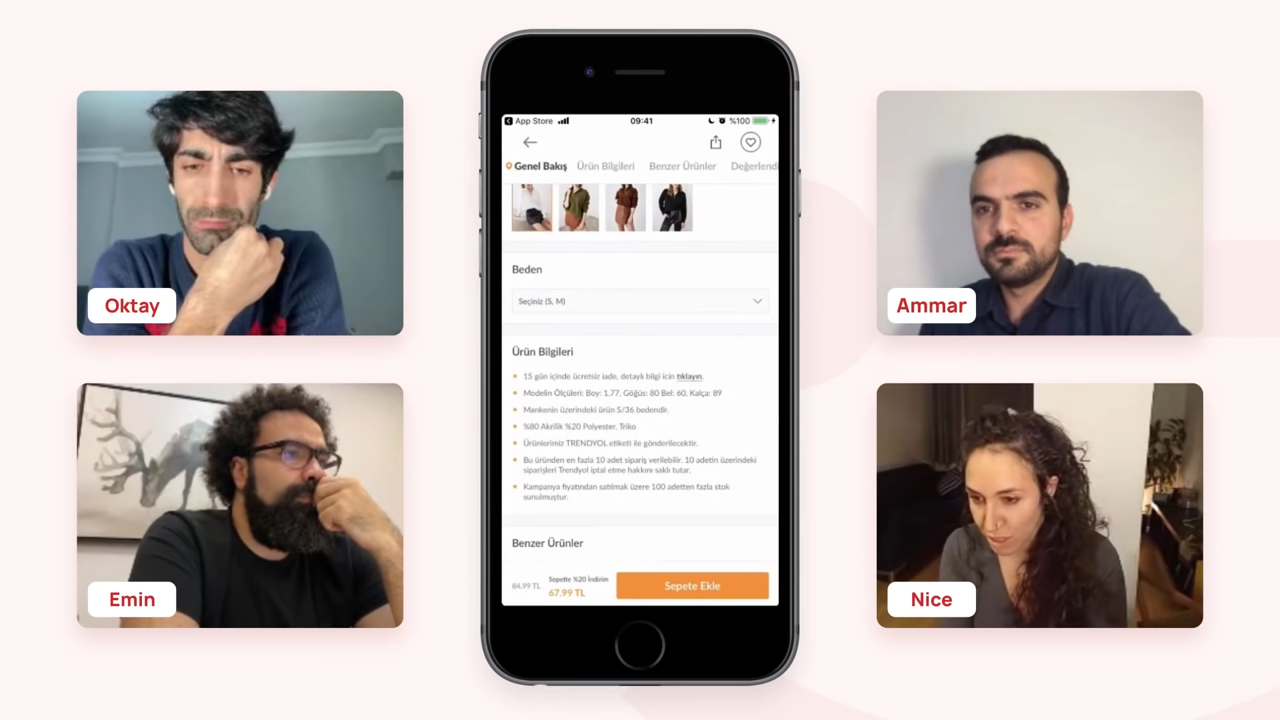 Oktay
Emin
App Store
09:41
%100
Genel Bakış
Ürün Bilgileri
Benzer Ürünler
Değerlendi
Beden
Seçiniz (S, M)
Ürün Bilgileri
15 gün içinde ücretsiz iade, detaylı bilgi icin tıklayın.
Modelin Ölçüleri: Boy: 1.77, Göğüs: 80 Bel: 60, Kalça: 89
Mankenin üzerindeki ürün S/36 bedendir.
%80 Akrilik %20 Polyester, Triko
Ürünlerimiz TRENDYOL etiketi ile gönderilecektir.
Bu üründen en fazla 10 adet sipariş verilebilir. 10 adetin üzerindeki
siparişleri Trendyol iptal etme hakkını saklı tutar.
Kampanya fiyatından satılmak üzere 100 adetten fazla stok
sunulmuştur.
Benzer Ürünler
84.99 TL
Sepette %20 İndirim
67.99 TL
Sepete Ekle
Ammar
Nice